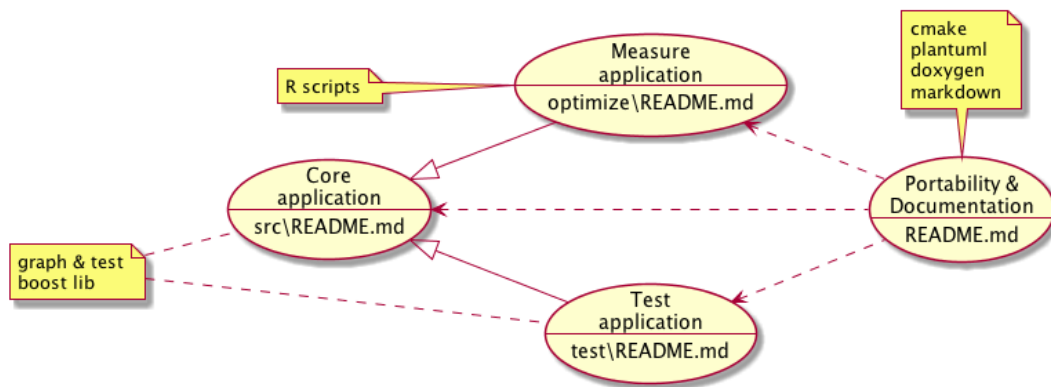 cmake
plantuml
doxygen
markdown
Measure
application
optimize\README.md
R scripts
Core
application
src\README.md
Portability &
Documentation
README.md
graph & test
boost lib
Test
application
test\README.md